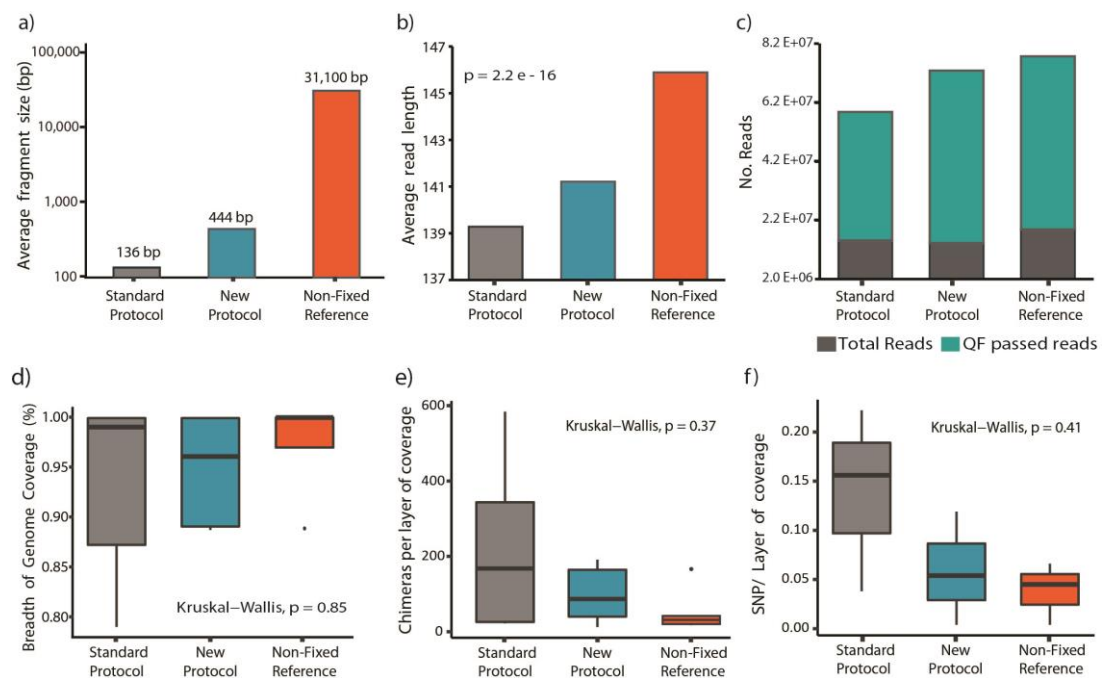 a)
Average fragment size (bp)
100,000
10,000
1,000
100
136 bp
444 bp
31,100 bp
Standard
Protocol
New
Protocol
Non-Fixed
Reference
b)
Average read length
147
145
143
141
139
137
p = 2.2 e - 16
Standard
Protocol
New
Protocol
Non-Fixed
Reference
c)
No. Reads
8.2 E+07
6.2 E+07
4.2 E+07
2.2 E+07
2.0 E+06
Standard
Protocol
New
Protocol
Non-Fixed
Reference
Total Reads
QF passed reads
d)
Breadth of Genome Coverage (%)
1.00
0.95
0.90
0.85
0.80
Kruskal–Wallis, p = 0.85
Standard
Protocol
New
Protocol
Non-Fixed
Reference
e)
Chimeras per layer of coverage
600
400
200
0
Kruskal–Wallis, p = 0.37
Standard
Protocol
New
Protocol
Non-Fixed
Reference
f)
SNP/ Layer of coverage
0.20
0.15
0.10
0.05
0.00
Kruskal–Wallis, p = 0.41
Standard
Protocol
New
Protocol
Non-Fixed
Reference